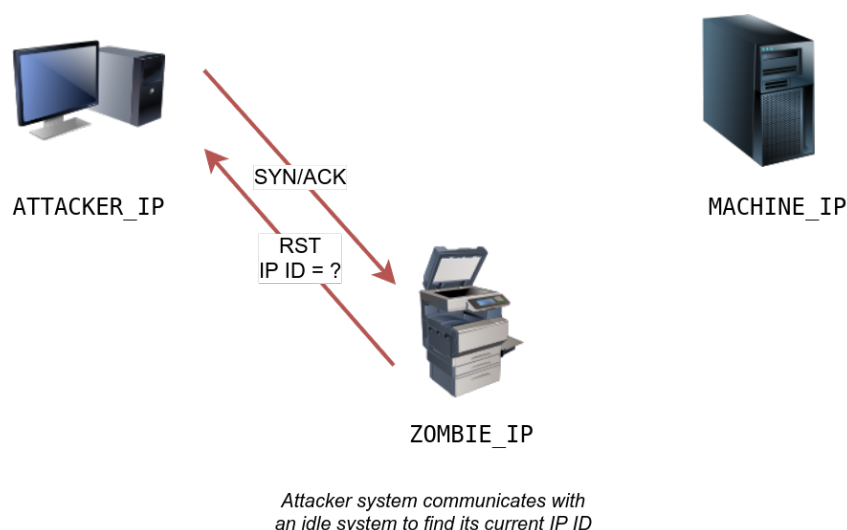 SYN/ACK
ATTACKER_IP
MACHINE_IP
RST
IP ID = ?
ZOMBIE_IP
Attacker system communicates with
an idle system to find its current IP ID